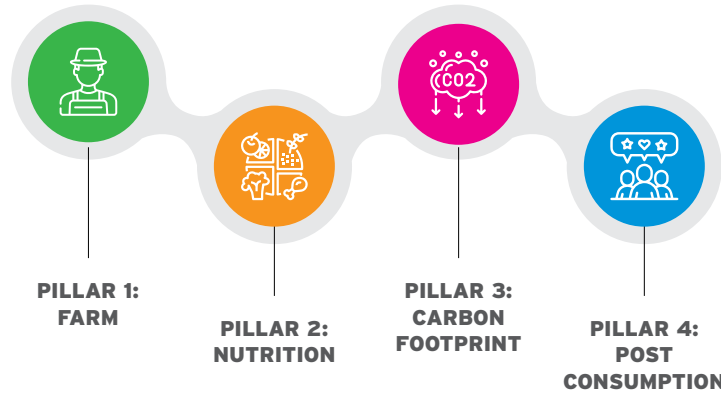 CO2
PILLAR 1:
FARM
PILLAR 2:
NUTRITION
PILLAR 3:
CARBON
FOOTPRINT
PILLAR 4:
POST
CONSUMPTION